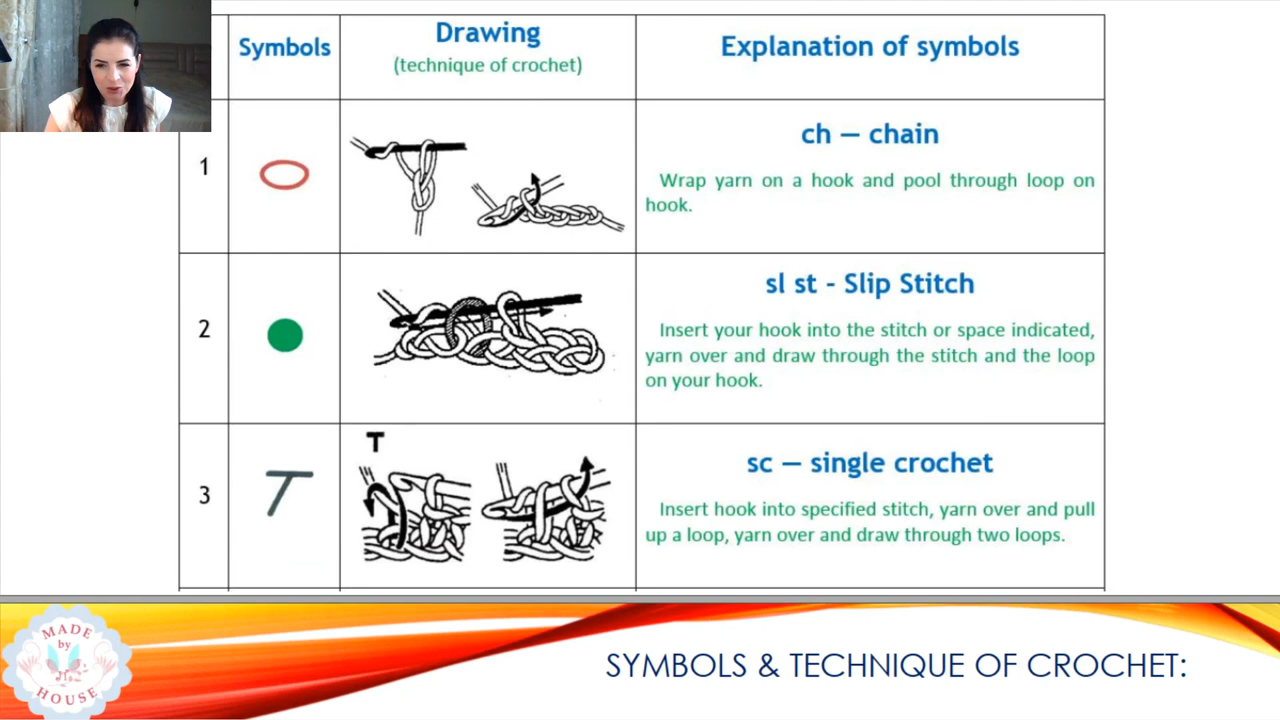 Symbols
Drawing
(technique of crochet)
Explanation of symbols
1
ch – chain
Wrap yarn on a hook and pool through loop on
hook.
2
sl st - Slip Stitch
Insert your hook into the stitch or space indicated,
yarn over and draw through the stitch and the loop
on your hook.
3
T
T
sc – single crochet
Insert hook into specified stitch, yarn over and pull
up a loop, yarn over and draw through two loops.
MADE
by
HOUSE
SYMBOLS & TECHNIQUE OF CROCHET: